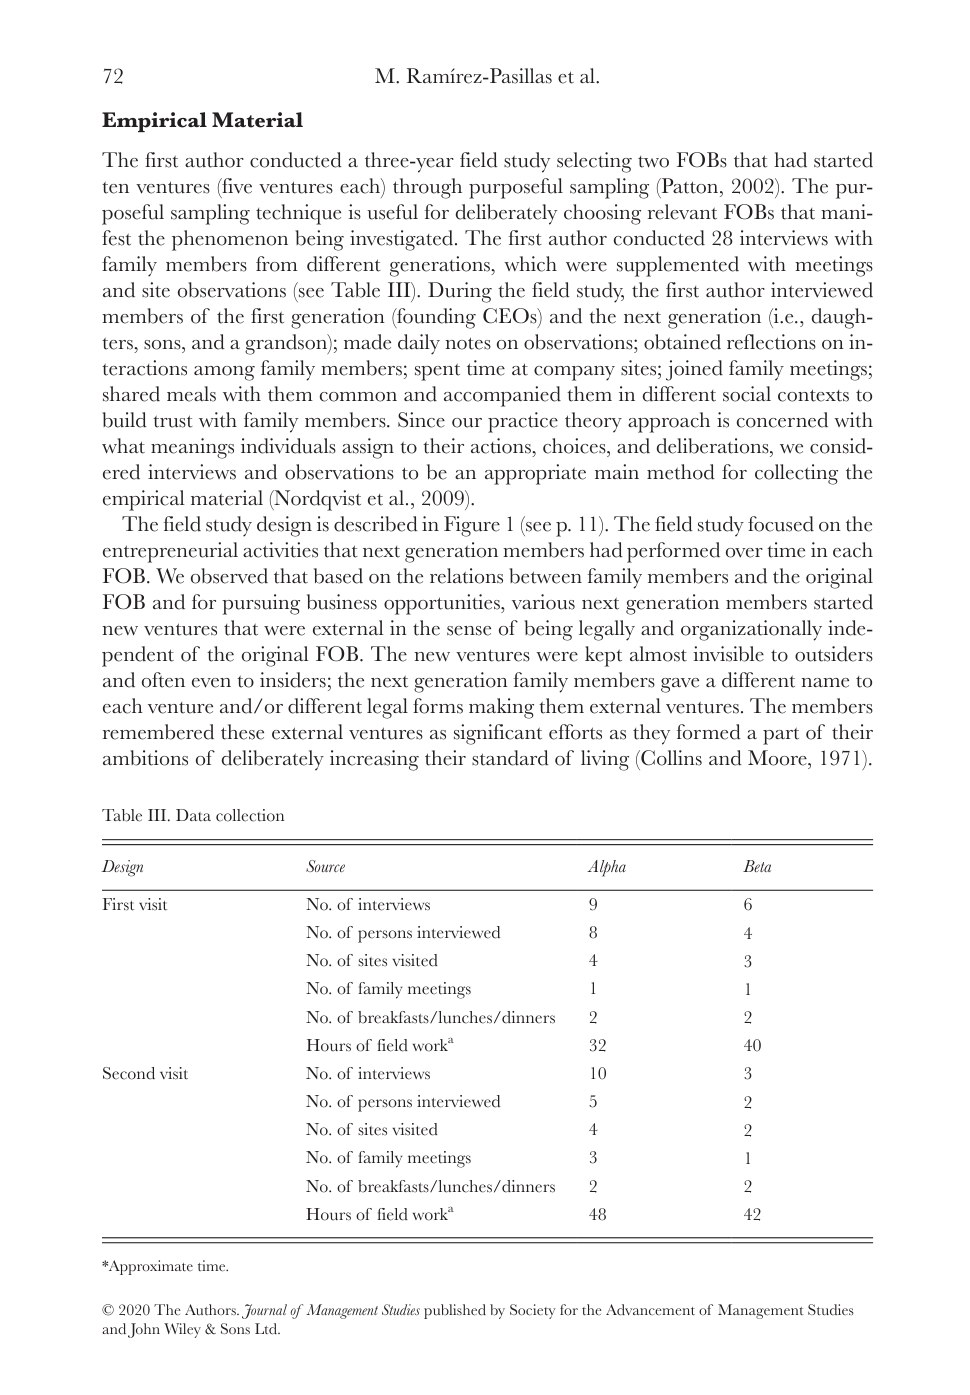 72
M. Ramírez-Pasillas et al.
Empirical Material
The first author conducted a three-year field study selecting two FOBs that had started
ten ventures (five ventures each) through purposeful sampling (Patton, 2002). The pur-
poseful sampling technique is useful for deliberately choosing relevant FOBs that mani-
fest the phenomenon being investigated. The first author conducted 28 interviews with
family members from different generations, which were supplemented with meetings
and site observations (see Table III). During the field study, the first author interviewed
members of the first generation (founding CEOs) and the next generation (i.e., daugh-
ters, sons, and a grandson); made daily notes on observations; obtained reflections on in-
teractions among family members; spent time at company sites; joined family meetings;
shared meals with them common and accompanied them in different social contexts to
build trust with family members. Since our practice theory approach is concerned with
what meanings individuals assign to their actions, choices, and deliberations, we consid-
ered interviews and observations to be an appropriate main method for collecting the
empirical material (Nordqvist et al., 2009).
The field study design is described in Figure 1 (see p. 11). The field study focused on the
entrepreneurial activities that next generation members had performed over time in each
FOB. We observed that based on the relations between family members and the original
FOB and for pursuing business opportunities, various next generation members started
new ventures that were external in the sense of being legally and organizationally inde-
pendent of the original FOB. The new ventures were kept almost invisible to outsiders
and often even to insiders; the next generation family members gave a different name to
each venture and/or different legal forms making them external ventures. The members
remembered these external ventures as significant efforts as they formed a part of their
ambitions of deliberately increasing their standard of living (Collins and Moore, 1971).
Table III. Data collection
Design Source Alpha Beta
First visit No. of interviews 9 6
No. of persons interviewed 8 4
No. of sites visited 4 3
No. of family meetings 1 1
No. of breakfasts/lunches/dinners 2 2
Hours of field workᵃ 32 40
Second visit No. of interviews 10 3
No. of persons interviewed 5 2
No. of sites visited 4 2
No. of family meetings 3 1
No. of breakfasts/lunches/dinners 2 2
Hours of field workᵃ 48 42
*Approximate time.
© 2020 The Authors. Journal of Management Studies published by Society for the Advancement of Management Studies
and John Wiley & Sons Ltd.